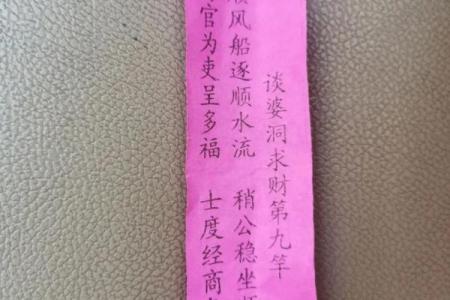 谈婆洞求财第九竿
风船逐顺水流 稍公稳坐
官为吏呈多福 士度经商